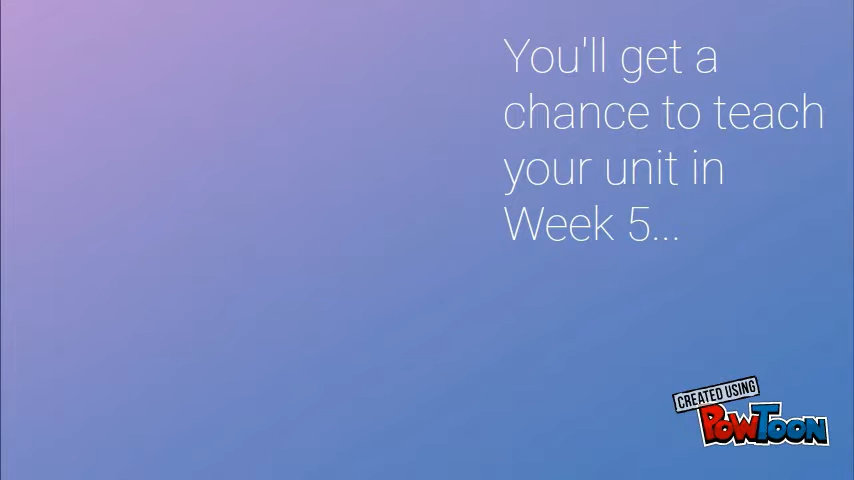 You'll get a
chance to teach
your unit in
Week 5...
CREATED USING
POWTOON